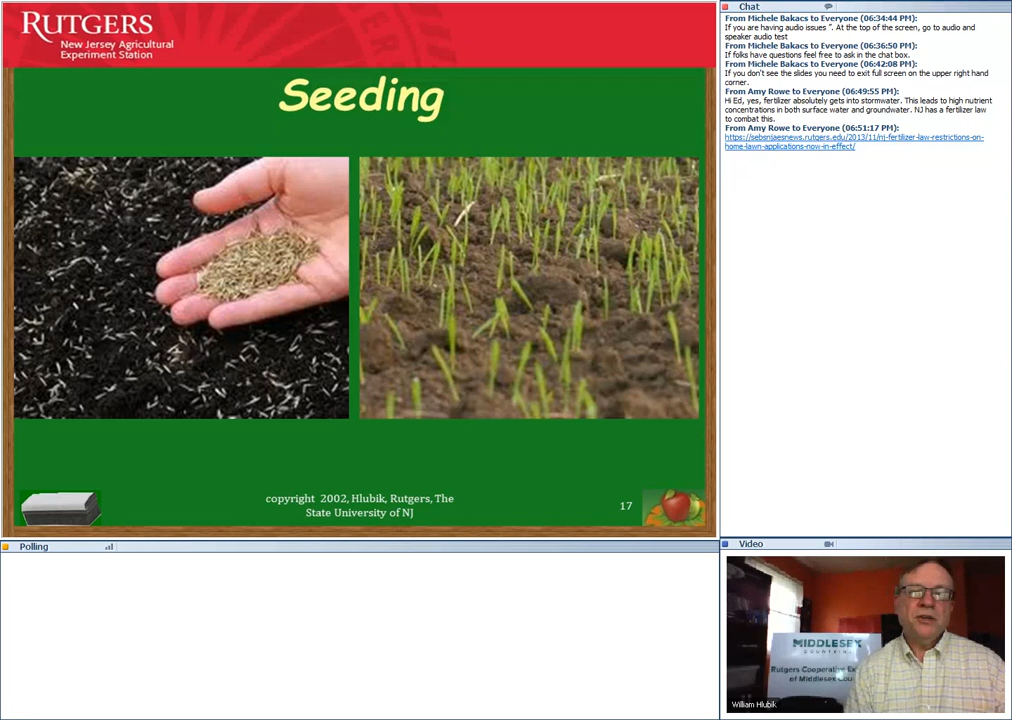 RUTGERS
New Jersey Agricultural
Experiment Station
Seeding
copyright 2002, Hlubik, Rutgers, The
State University of NJ
17
Chat
From Michele Bakacs to Everyone (06:34:44 PM):
If you are having audio issues ". At the top of the screen, go to audio and
speaker audio test
From Michele Bakacs to Everyone (06:36:50 PM):
If folks have questions feel free to ask in the chat box.
From Michele Bakacs to Everyone (06:42:08 PM):
If you don't see the slides you need to exit full screen on the upper right hand
corner.
From Amy Rowe to Everyone (06:49:55 PM):
Hi Ed, yes, fertilizer absolutely gets into stormwater. This leads to high nutrient
concentrations in both surface water and groundwater. NJ has a fertilizer law
to combat this.
From Amy Rowe to Everyone (06:51:17 PM):
https://sebsnjaesnews.rutgers.edu/2013/11/nj-fertilizer-law-restrictions-on-
home-lawn-applications-now-in-effect/
Polling
Video
MIDDLESEX
Rutgers Cooperative Ex
of Middlesex Cou
William Hlubik